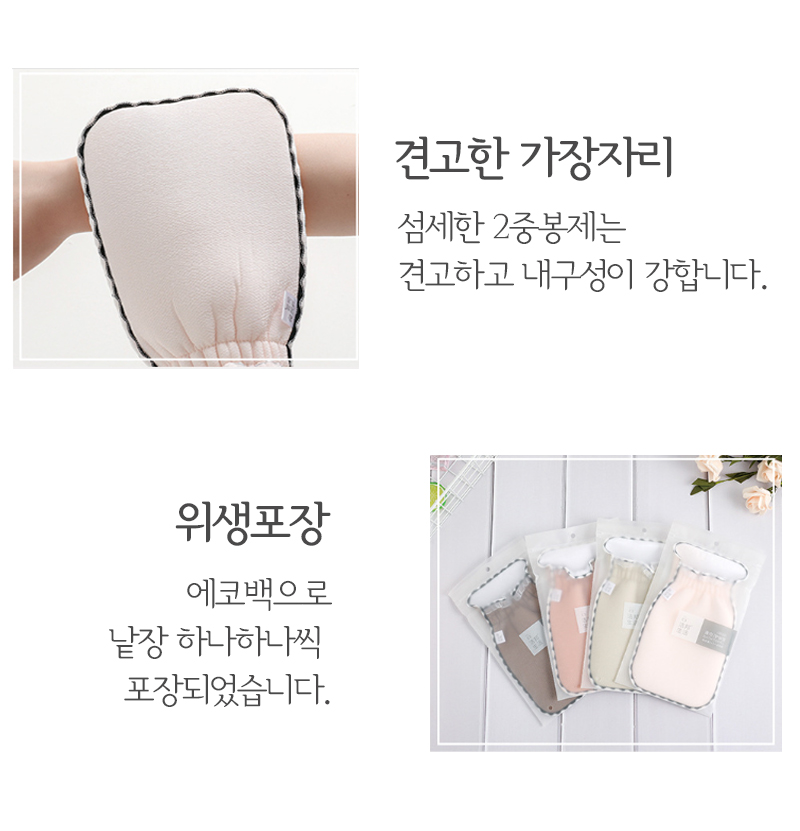 견고한 가장자리
섬세한 2중봉제는
견고하고 내구성이 강합니다.
위생포장
에코백으로
낱장 하나하나씩
포장되었습니다.